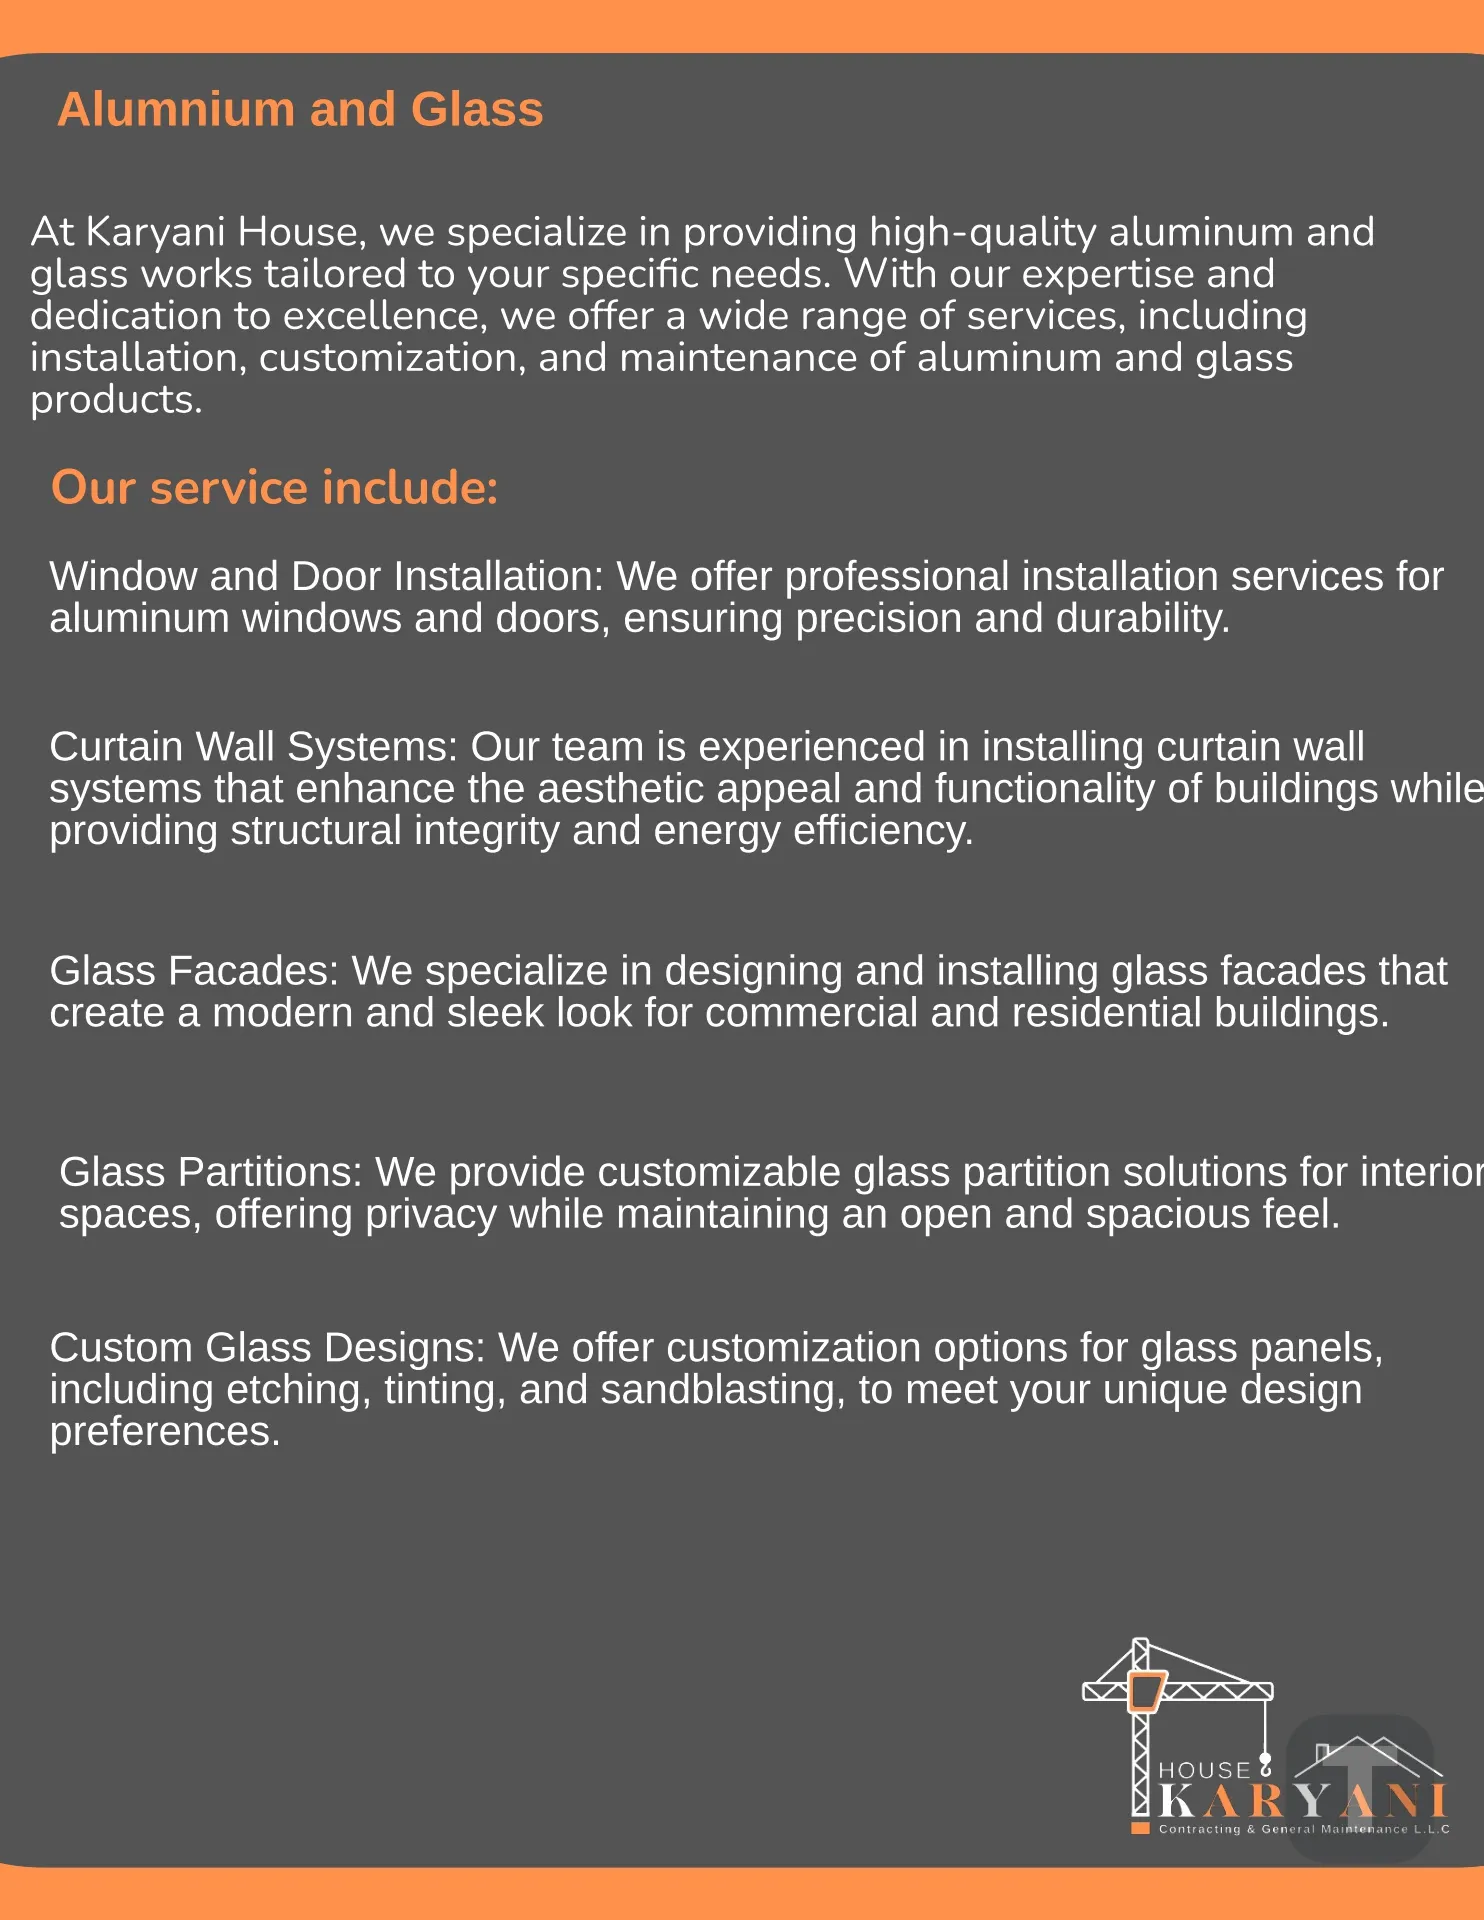 Alumnium and Glass
At Karyani House, we specialize in providing high-quality aluminum and
glass works tailored to your specific needs. With our expertise and
dedication to excellence, we offer a wide range of services, including
installation, customization, and maintenance of aluminum and glass
products.
Our service include:
Window and Door Installation: We offer professional installation services for
aluminum windows and doors, ensuring precision and durability.
Curtain Wall Systems: Our team is experienced in installing curtain wall
systems that enhance the aesthetic appeal and functionality of buildings while
providing structural integrity and energy efficiency.
Glass Facades: We specialize in designing and installing glass facades that
create a modern and sleek look for commercial and residential buildings.
Glass Partitions: We provide customizable glass partition solutions for interior
spaces, offering privacy while maintaining an open and spacious feel.
Custom Glass Designs: We offer customization options for glass panels,
including etching, tinting, and sandblasting, to meet your unique design
preferences.
HOUSE
KARYANI
Contracting & General Maintenance L.L.C
T